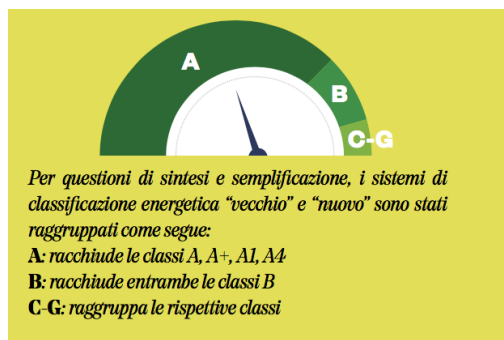 A
B
C-G
Per questioni di sintesi e semplificazione, i sistemi di
classificazione energetica “vecchio” e “nuovo” sono stati
raggruppati come segue:
A: racchiude le classi A, A+, A1, A4
B: racchiude entrambe le classi B
C-G: raggruppa le rispettive classi